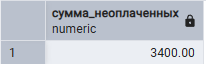 сумма_неоплаченных
numeric
1 3400.00